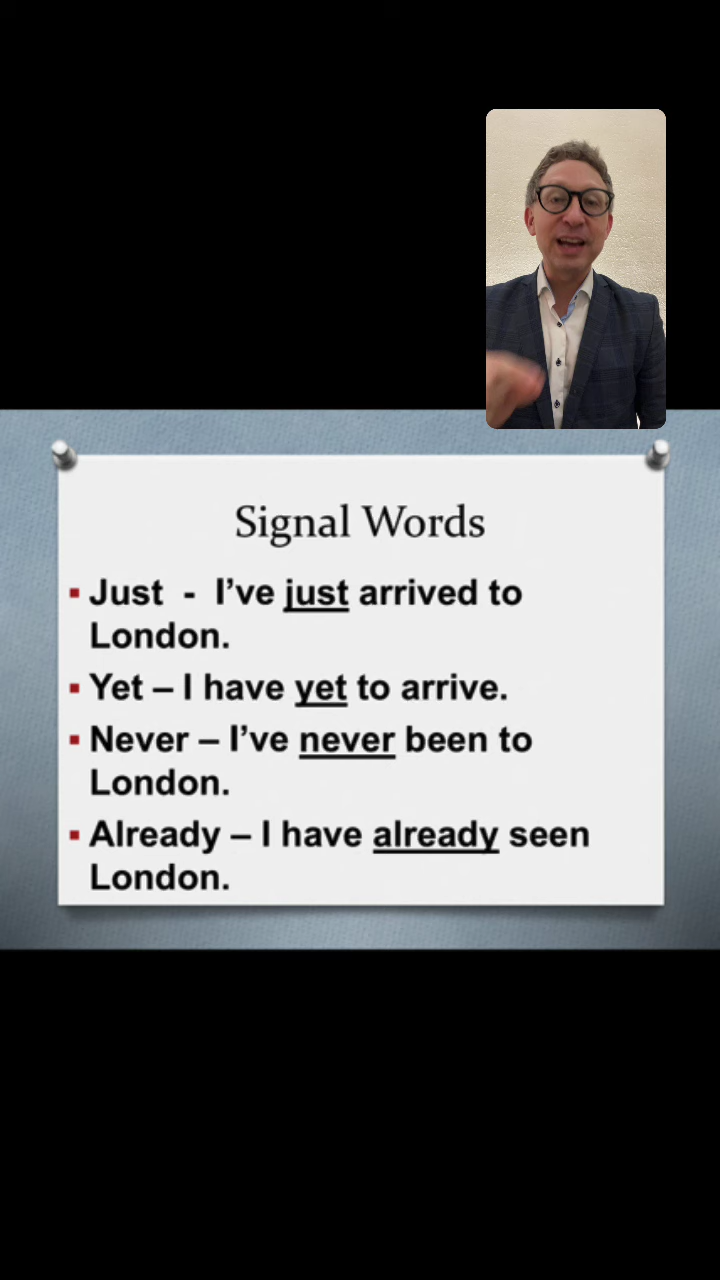 Signal Words
▪ Just - I’ve just arrived to
London.
▪ Yet – I have yet to arrive.
▪ Never – I’ve never been to
London.
▪ Already – I have already seen
London.